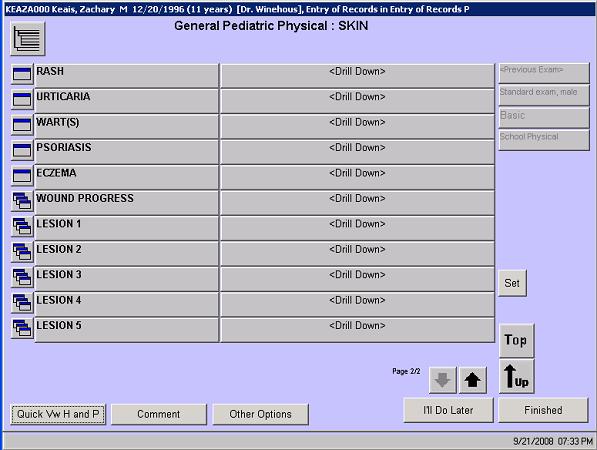 KEAZA000 Keais, Zachary M 12/20/1996 (11 years) [Dr. Winehous], Entry of Records in Entry of Records P
General Pediatric Physical : SKIN
RASH <Drill Down>
URTICARIA <Drill Down>
WART(S) <Drill Down>
PSORIASIS <Drill Down>
ECZEMA <Drill Down>
WOUND PROGRESS <Drill Down>
LESION 1 <Drill Down>
LESION 2 <Drill Down>
LESION 3 <Drill Down>
LESION 4 <Drill Down>
LESION 5 <Drill Down>
<Previous Exam>
Standard exam, male
Basic
School Physical
Set
Top
Up
Page 2/2
Quick Vw H and P
Comment
Other Options
I'll Do Later
Finished
9/21/2008 07:33 PM